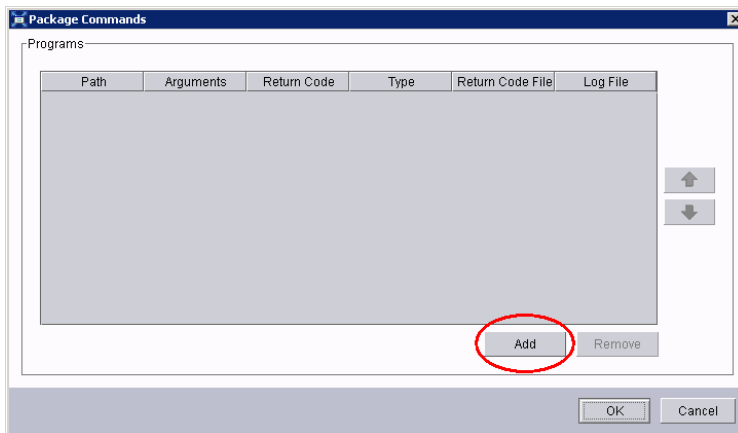 Package Commands
Programs
Path Arguments Return Code Type Return Code File Log File
Add Remove
OK Cancel